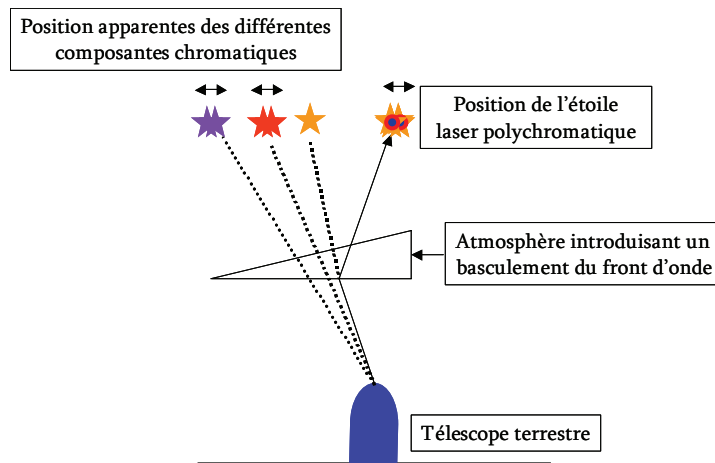 Position apparentes des différentes
composantes chromatiques
Position de l'étoile
laser polychromatique
Atmosphère introduisant un
basculement du front d'onde
Télescope terrestre